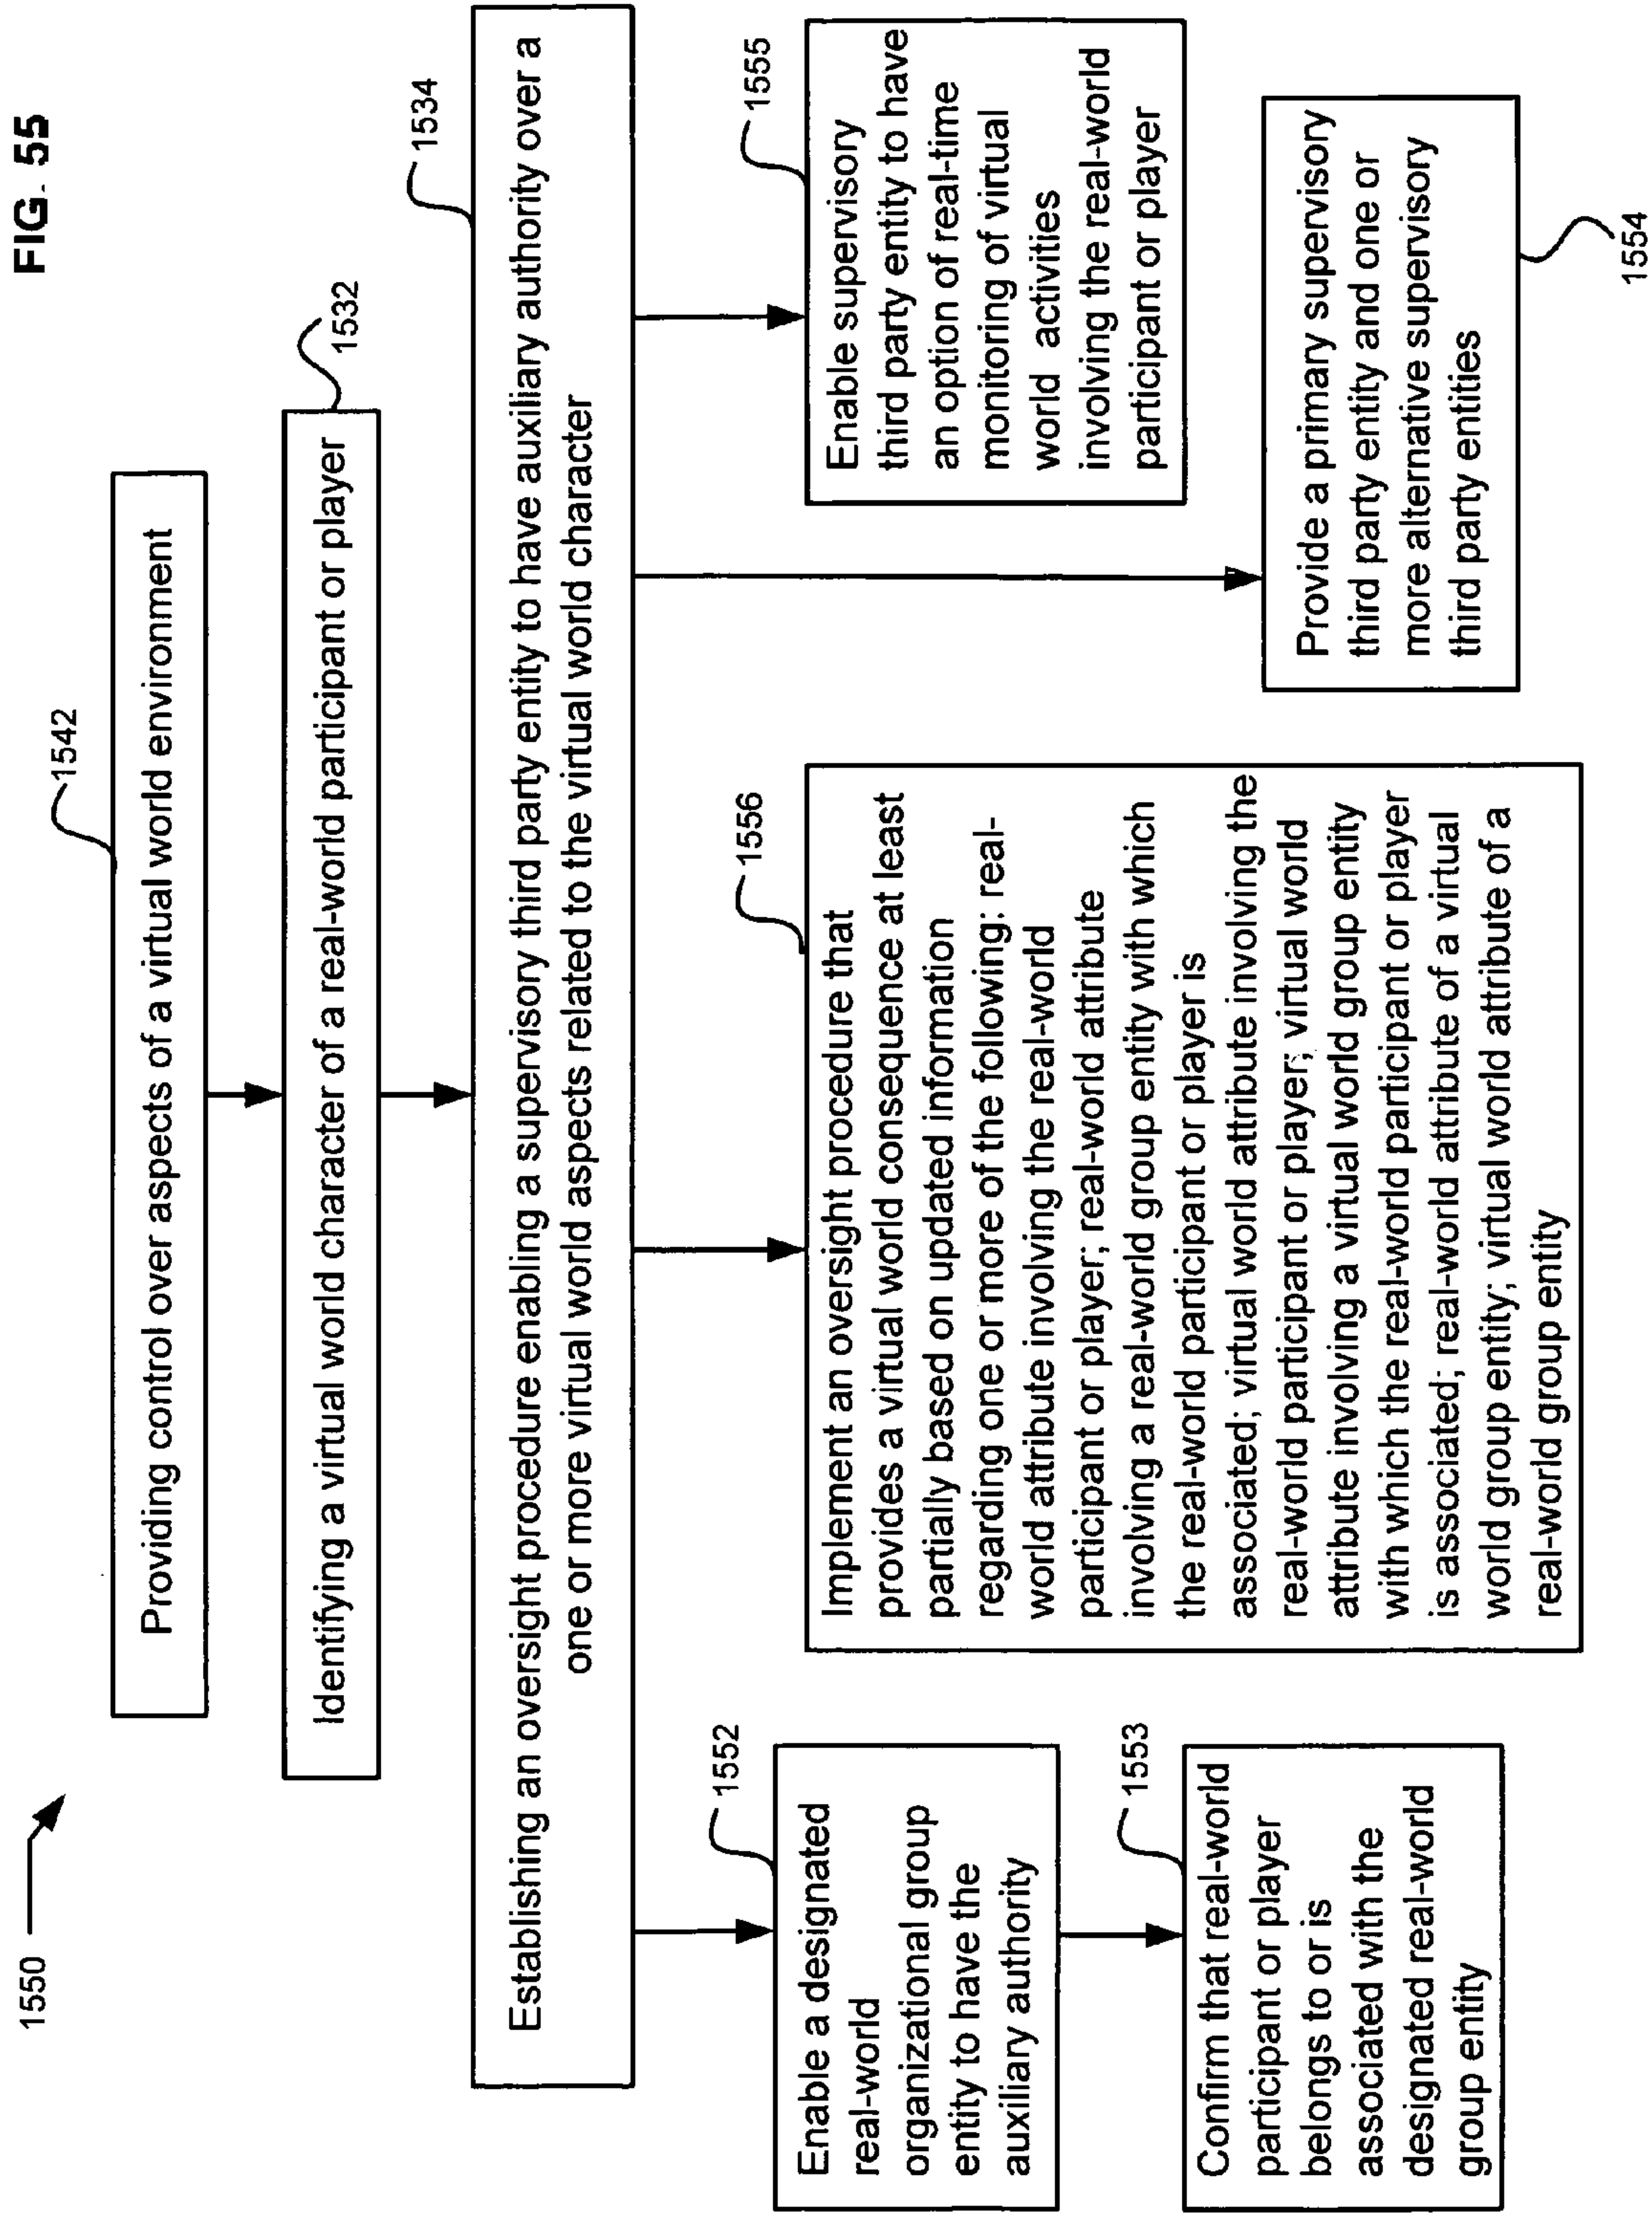 FIG. 55
1550
1542
Providing control over aspects of a virtual world environment
1532
Identifying a virtual world character of a real-world participant or player
1534
Establishing an oversight procedure enabling a supervisory third party entity to have auxiliary authority over a
one or more virtual world aspects related to the virtual world character
1552
Enable a designated
real-world
organizational group
entity to have the
auxiliary authority
1553
Confirm that real-world
participant or player
belongs to or is
associated with the
designated real-world
group entity
1556
Implement an oversight procedure that
provides a virtual world consequence at least
partially based on updated information
regarding one or more of the following: real-
world attribute involving the real-world
participant or player; real-world attribute
involving a real-world group entity with which
the real-world participant or player is
associated; virtual world attribute involving the
real-world participant or player; virtual world
attribute involving a virtual world group entity
with which the real-world participant or player
is associated; real-world attribute of a virtual
world group entity; virtual world attribute of a
real-world group entity
1555
Enable supervisory
third party entity to have
an option of real-time
monitoring of virtual
world activities
involving the real-world
participant or player
Provide a primary supervisory
third party entity and one or
more alternative supervisory
third party entities
1554